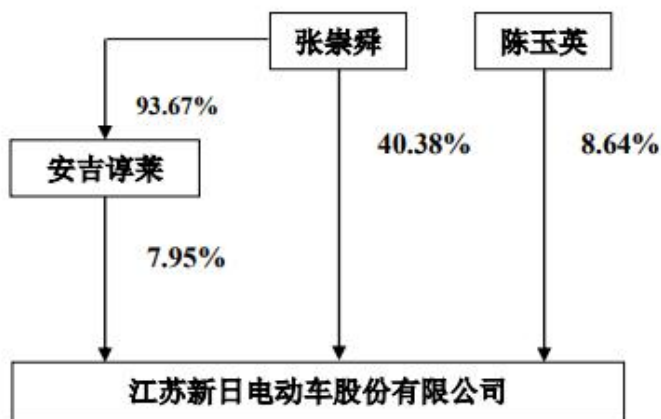 张崇舜
陈玉英
93.67%
40.38%
8.64%
安吉谆莱
7.95%
江苏新日电动车股份有限公司